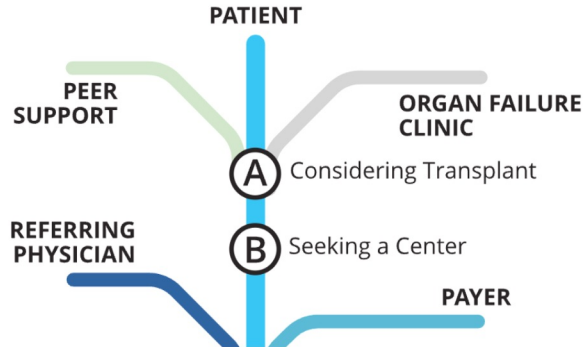 PATIENT
PEER
SUPPORT
ORGAN FAILURE
CLINIC
A
Considering Transplant
B
Seeking a Center
REFERRING
PHYSICIAN
PAYER